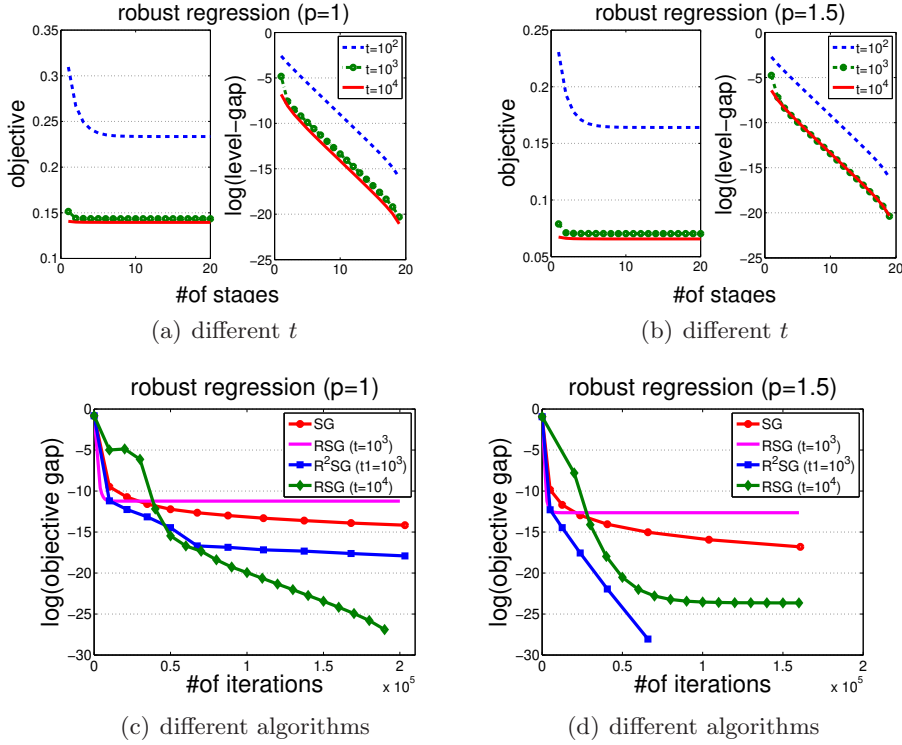 robust regression (p=1)
objective
0.35
0.3
0.25
0.2
0.15
0.1
0
10
20
log(level−gap)
0
−5
−10
−15
−20
−25
0
10
20
t=10²
t=10³
t=10⁴
#of stages
(a) different t
robust regression (p=1.5)
objective
0.25
0.2
0.15
0.1
0.05
0
10
20
log(level−gap)
0
−5
−10
−15
−20
−25
0
10
20
t=10²
t=10³
t=10⁴
#of stages
(b) different t
robust regression (p=1)
log(objective gap)
0
−5
−10
−15
−20
−25
−30
SG
RSG (t=10³)
R²SG (t1=10³)
RSG (t=10⁴)
0
0.5
1
1.5
2
x 10⁵
#of iterations
(c) different algorithms
robust regression (p=1.5)
log(objective gap)
0
−5
−10
−15
−20
−25
−30
SG
RSG (t=10³)
R²SG (t1=10³)
RSG (t=10⁴)
0
0.5
1
1.5
2
x 10⁵
#of iterations
(d) different algorithms